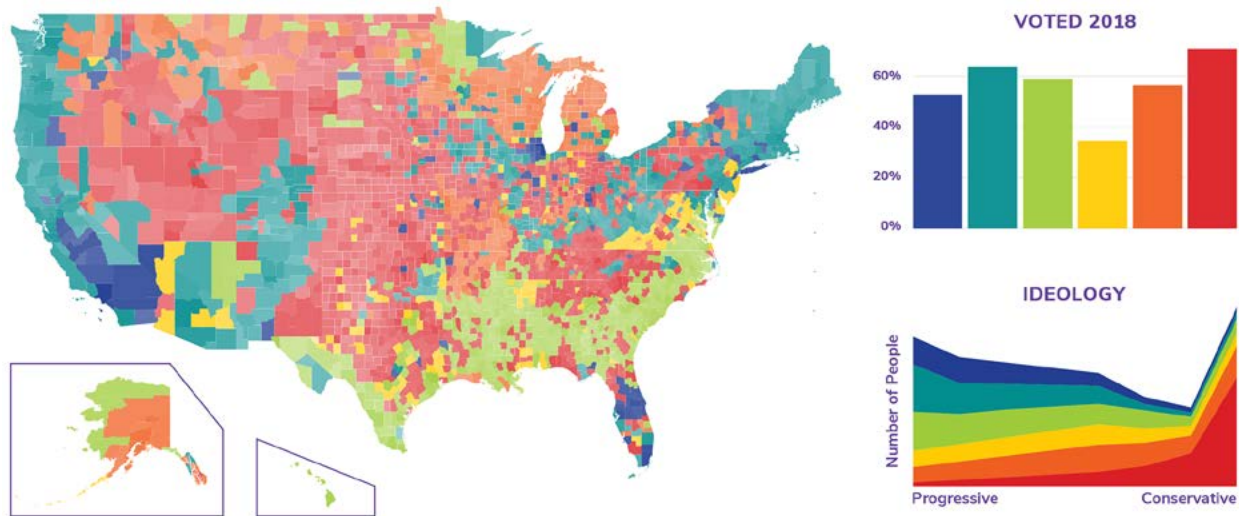 VOTED 2018
60%
40%
20%
0%
IDEOLOGY
Number of People
Progressive
Conservative